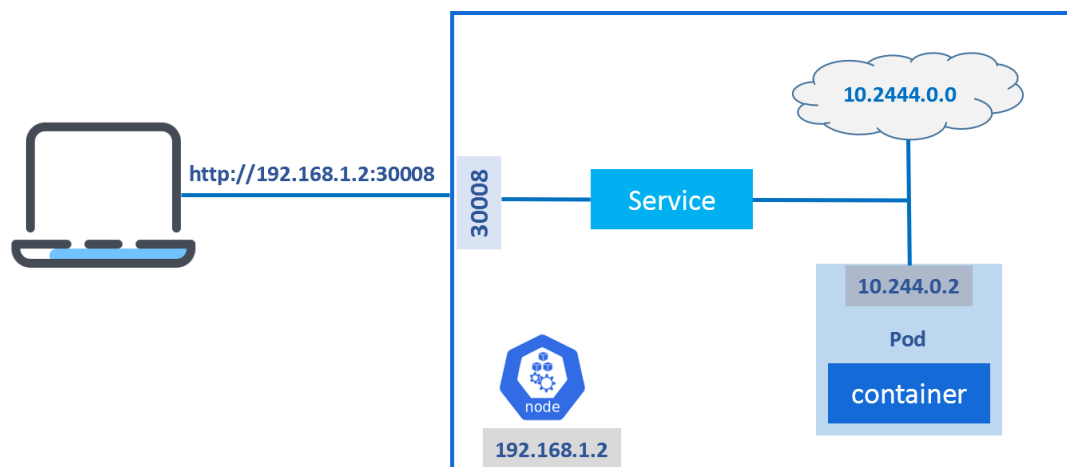 10.2444.0.0
http://192.168.1.2:30008
30008
Service
10.244.0.2
Pod
container
node
192.168.1.2